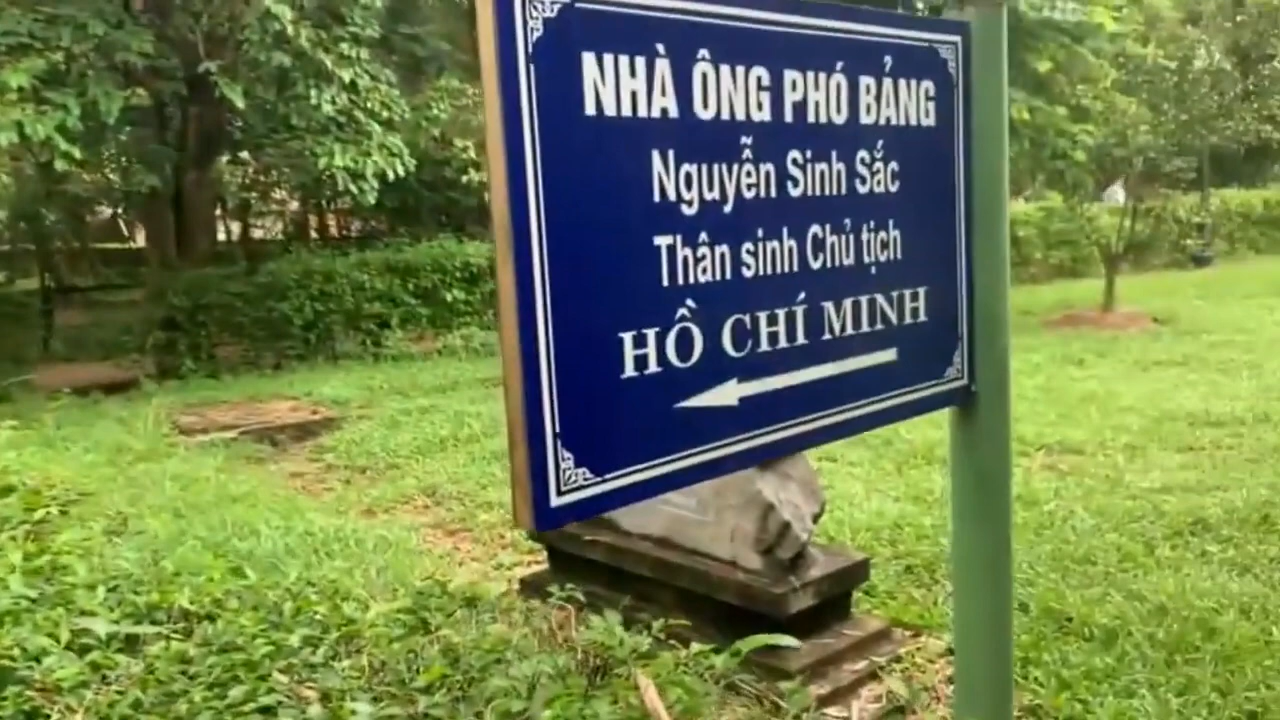 NHÀ ÔNG PHÓ BẢNG
Nguyễn Sinh Sắc
Thân sinh Chủ tịch
HỒ CHÍ MINH